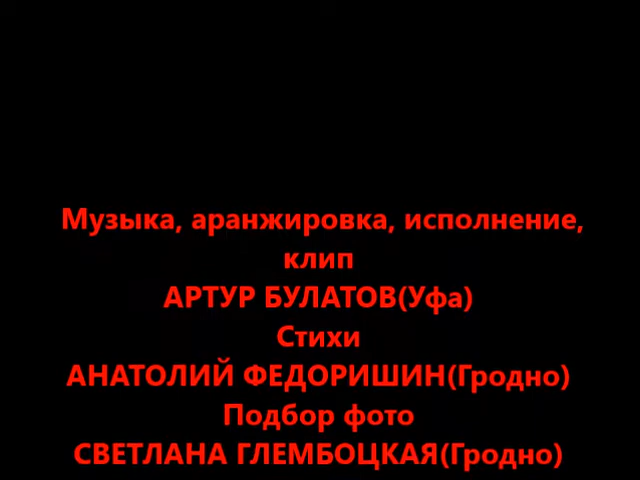 Музыка, аранжировка, исполнение,
клип
АРТУР БУЛАТОВ(Уфа)
Стихи
АНАТОЛИЙ ФЕДОРИШИН(Гродно)
Подбор фото
СВЕТЛАНА ГЛЕМБОЦКАЯ(Гродно)